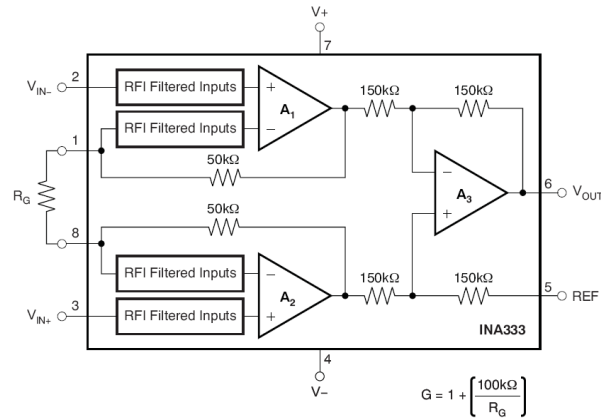 V+
7
2
V_IN−
RFI Filtered Inputs
+
A₁
150kΩ
150kΩ
1
RFI Filtered Inputs
−
50kΩ
−
A₃
6
V_OUT
R_G
50kΩ
+
8
RFI Filtered Inputs
−
A₂
150kΩ
150kΩ
5
REF
3
V_IN+
RFI Filtered Inputs
+
INA333
4
V−
G = 1 + [100kΩ / R_G]